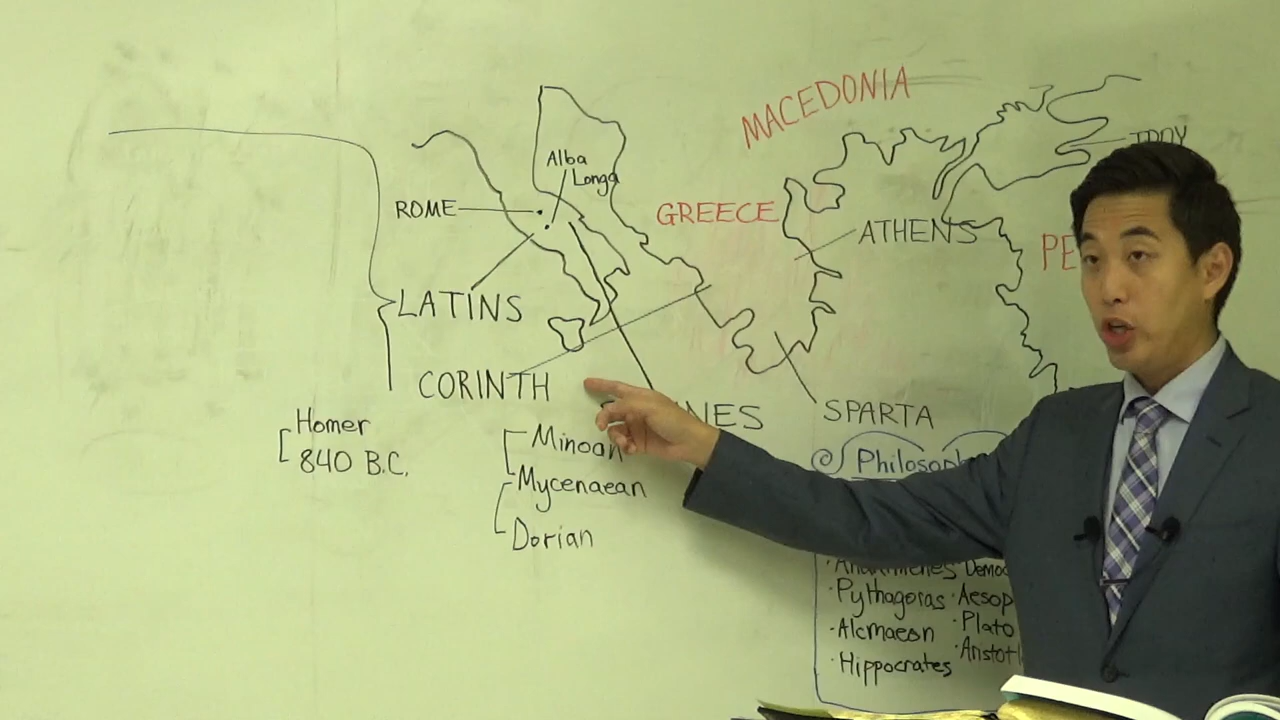 MACEDONIA
TROY
Alba
Longa
ROME
GREECE
ATHENS
LATINS
CORINTH
SPARTA
Homer
840 B.C.
Minoan
Mycenaean
Dorian
Pythagoras · Aesop
· Alcmaeon · Plato
· Hippocrates